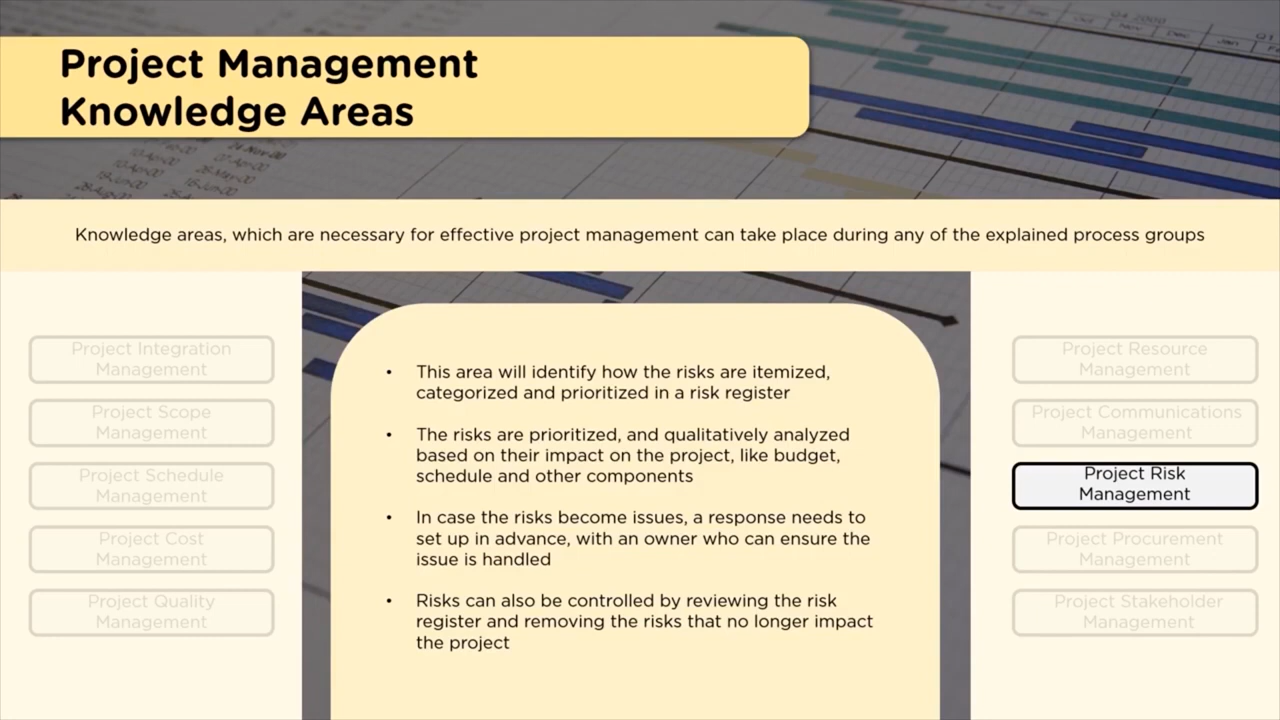 Project Management
Knowledge Areas
Knowledge areas, which are necessary for effective project management can take place during any of the explained process groups
Project Integration
Management
Project Scope
Management
Project Schedule
Management
Project Cost
Management
Project Quality
Management
• This area will identify how the risks are itemized,
categorized and prioritized in a risk register
• The risks are prioritized, and qualitatively analyzed
based on their impact on the project, like budget,
schedule and other components
• In case the risks become issues, a response needs to
set up in advance, with an owner who can ensure the
issue is handled
• Risks can also be controlled by reviewing the risk
register and removing the risks that no longer impact
the project
Project Resource
Management
Project Communications
Management
Project Risk
Management
Project Procurement
Management
Project Stakeholder
Management